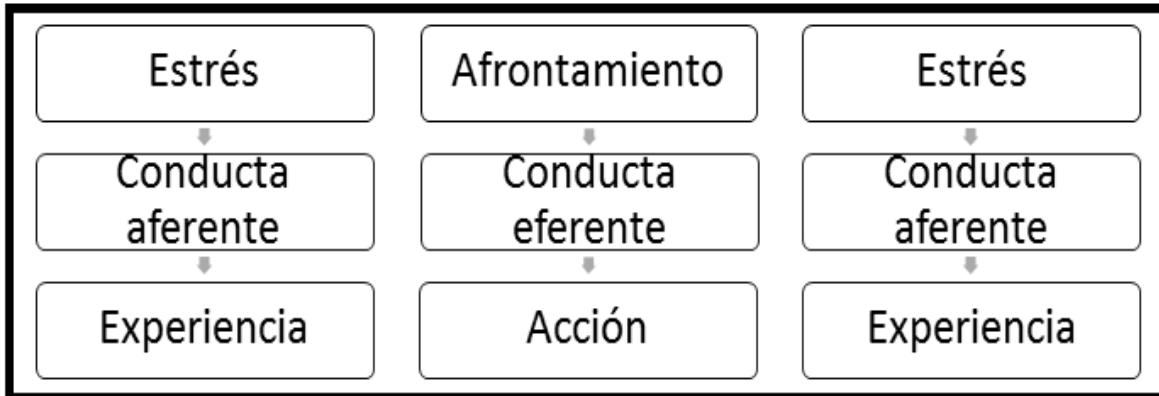 Estrés
Afrontamiento
Estrés
Conducta
aferente
Conducta
eferente
Conducta
aferente
Experiencia
Acción
Experiencia